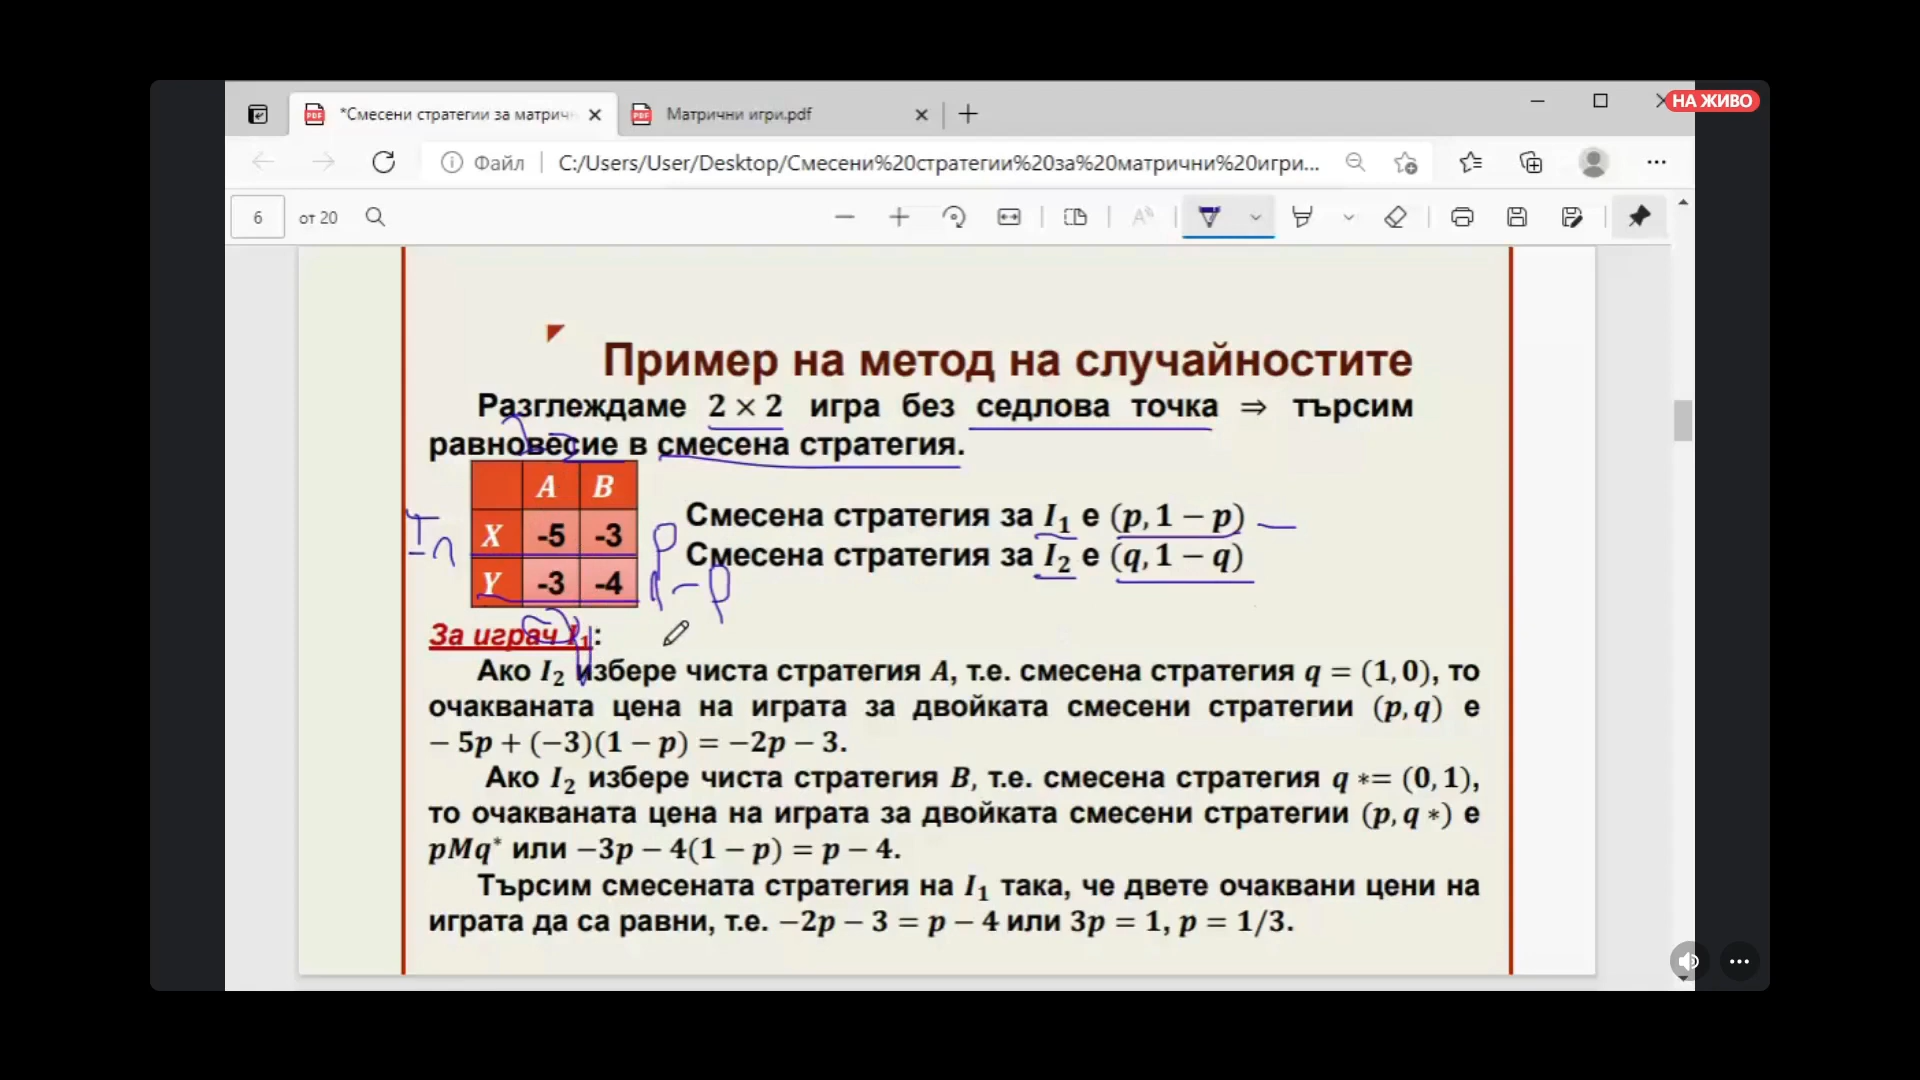 *Смесени стратегии за матрич
Матрични игри.pdf
НА ЖИВО
Файл
C:/Users/User/Desktop/Смесени%20стратегии%20за%20матрични%20игри...
6 от 20
Пример на метод на случайностите
Разглеждаме 2 × 2 игра без седлова точка ⇒ търсим
равновесие в смесена стратегия.
A B
X -5 -3
Y -3 -4
p
1-p
Смесена стратегия за I₁ е (p, 1 − p)
Смесена стратегия за I₂ е (q, 1 − q)
За играч I₁:
Ако I₂ избере чиста стратегия A, т.е. смесена стратегия q = (1, 0), то
очакваната цена на играта за двойката смесени стратегии (p, q) е
− 5p + (−3)(1 − p) = −2p − 3.
Ако I₂ избере чиста стратегия B, т.е. смесена стратегия q *= (0, 1),
то очакваната цена на играта за двойката смесени стратегии (p, q *) е
pMq* или −3p − 4(1 − p) = p − 4.
Търсим смесената стратегия на I₁ така, че двете очаквани цени на
играта да са равни, т.е. −2p − 3 = p − 4 или 3p = 1, p = 1/3.